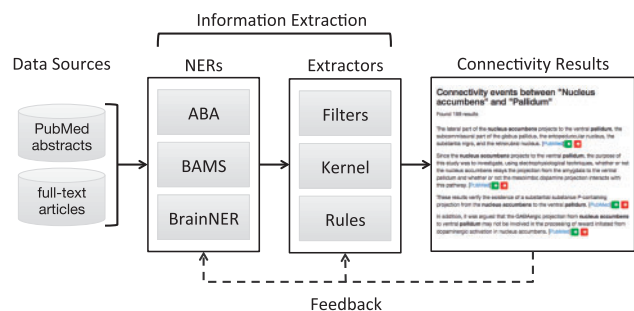 Information Extraction
Data Sources
NERs
Extractors
Connectivity Results
PubMed
abstracts
full-text
articles
ABA
BAMS
BrainNER
Filters
Kernel
Rules
Connectivity events between "Nucleus
accumbens" and "Pallidum"
Found 199 results
The lateral part of the nucleus accumbens projects to the ventral pallidum, the
subcommissural part of the globus pallidus, the entopeduncular nucleus, the
substantia nigra, and the retrorubral nucleus. [PubMed]
Since the nucleus accumbens projects to the ventral pallidum, the purpose of
this study was to investigate, using electrophysiological techniques, whether or not
the nucleus accumbens relays the projection from the amygdala to the ventral
pallidum and whether or not the mesolimbic dopamine projection interacts with
this pathway. [PubMed]
These results verify the existence of a substantial substance P containing
projection from the nucleus accumbens to the ventral pallidum. [PubMed]
In addition, it was argued that the GABAergic projection from nucleus accumbens
to ventral pallidum may not be involved in the processing of reward initiated from
dopaminergic activation in nucleus accumbens. [PubMed]
Feedback